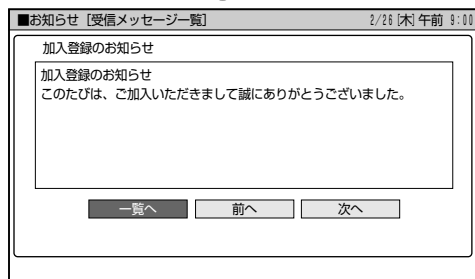 ■お知らせ［受信メッセージ一覧］ 2/26[木]午前 9:00
加入登録のお知らせ
加入登録のお知らせ
このたびは、ご加入いただきまして誠にありがとうございました。
一覧へ 前へ 次へ